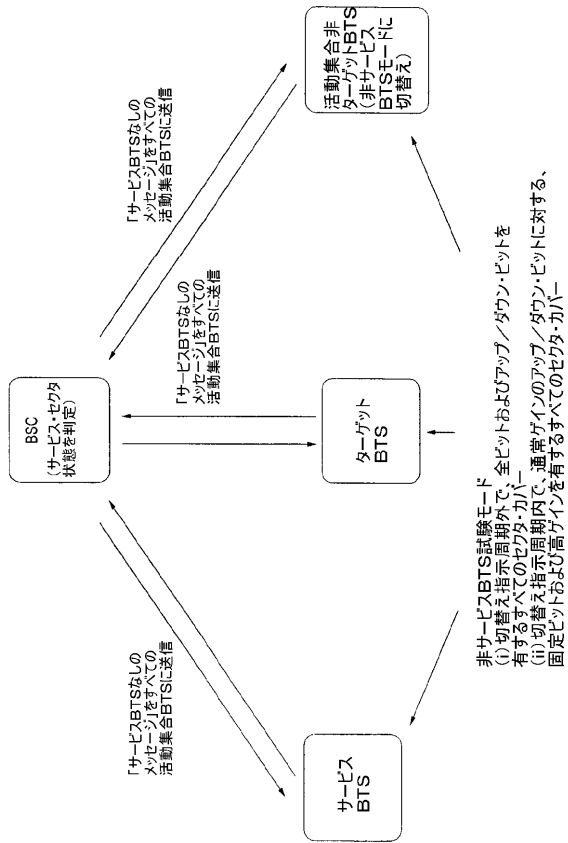 BSC
(サービス・セクタ
状態を判定)
「サービスBTSなしの
メッセージ」をすべての
活動集合BTSに送信
「サービスBTSなしの
メッセージ」をすべての
活動集合BTSに送信
「サービスBTSなしの
メッセージ」をすべての
活動集合BTSに送信
サービス
BTS
ターゲット
BTS
活動集合非
ターゲットBTS
(非サービス
BTSモードに
切替え)
非サービスBTS試験モード
(i)切替え指示周期外で、全ビットおよびアップ/ダウン・ビットを
有するすべてのセクタ・カバー
(ii)切替え指示周期内で、通常ゲインのアップ/ダウン・ビットに対する、
固定ビットおよび高ゲインを有するすべてのセクタ・カバー